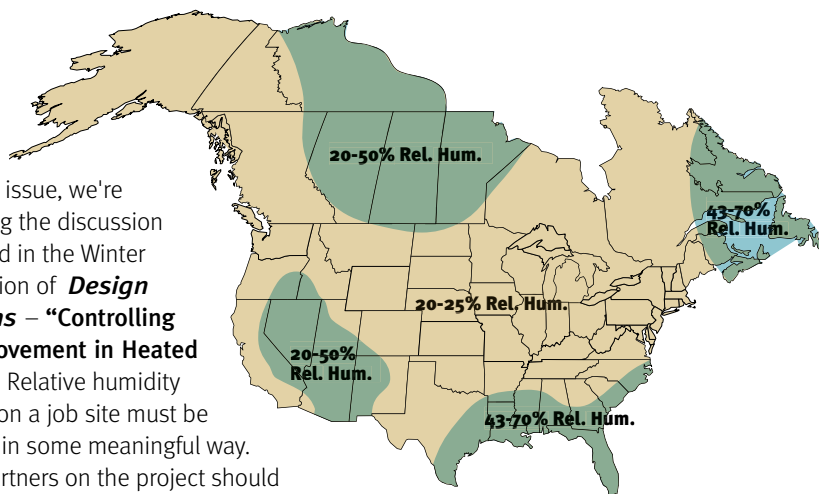 20-50% Rel. Hum.
issue, we're
the discussion
d in the Winter
ion of Design
– “Controlling
ovement in Heated
Relative humidity
on a job site must be
in some meaningful way.
rtners on the project should
43-70%
Rel. Hum.
20-25% Rel. Hum.
20-50%
Rel. Hum.
43-70% Rel. Hum.